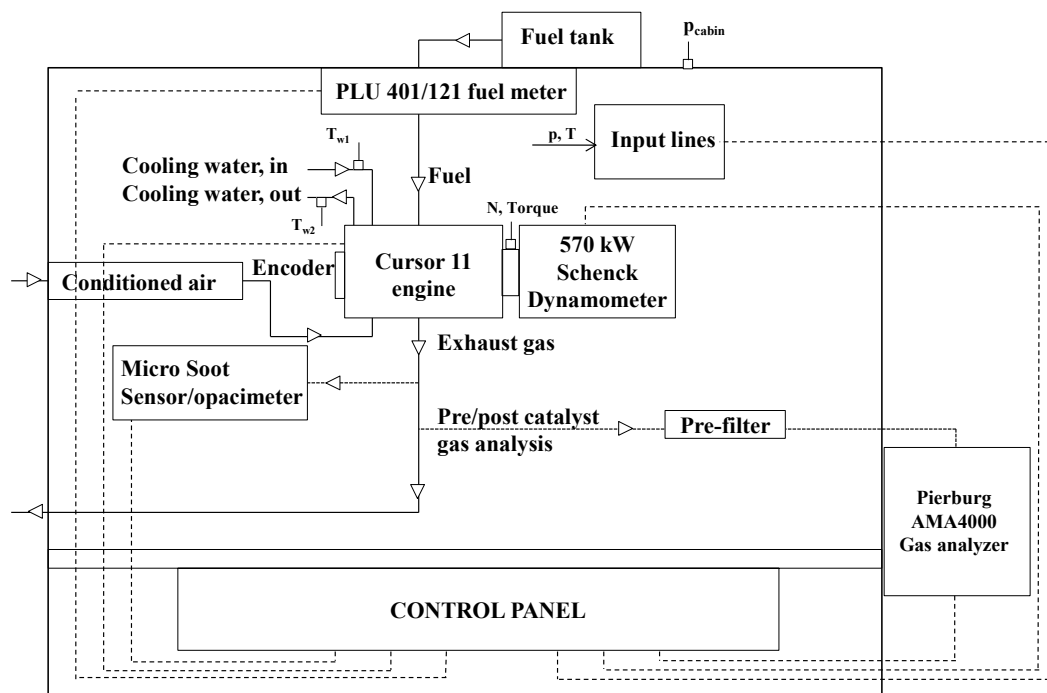 Fuel tank
p_cabin
PLU 401/121 fuel meter
T_w1
p, T
Input lines
Cooling water, in
Cooling water, out
Fuel
T_w2
N, Torque
Encoder
Cursor 11
engine
570 kW
Schenck
Dynamometer
Conditioned air
Exhaust gas
Micro Soot
Sensor/opacimeter
Pre/post catalyst
gas analysis
Pre-filter
Pierburg
AMA4000
Gas analyzer
CONTROL PANEL